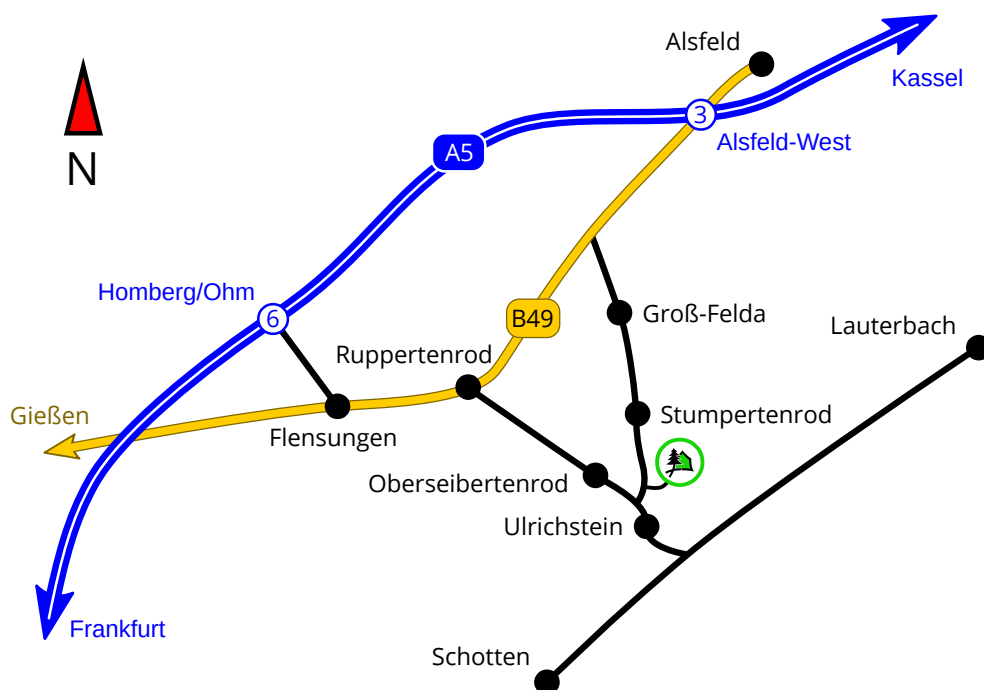 Alsfeld
Kassel
3
Alsfeld-West
A5
N
Homberg/Ohm
6
B49
Groß-Felda
Lauterbach
Ruppertenrod
Gießen
Flensungen
Stumpertenrod
Oberseibertenrod
Ulrichstein
Frankfurt
Schotten